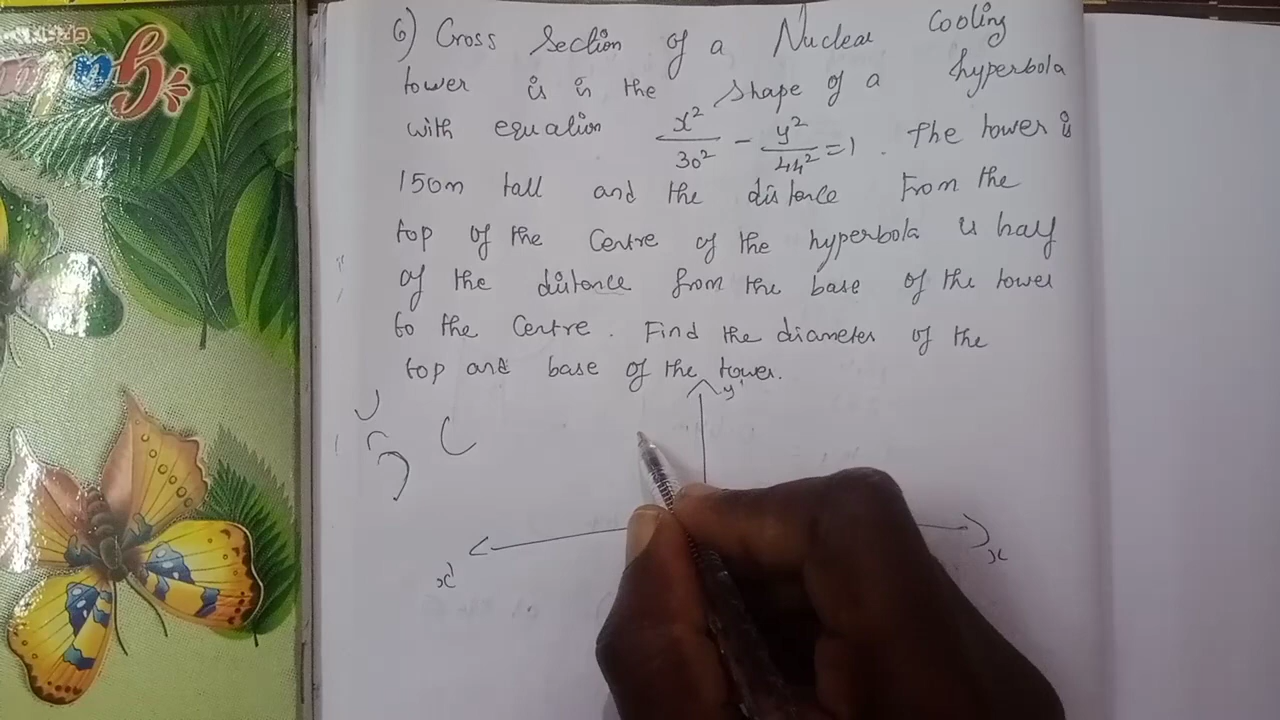 6) Cross Section of a Nuclear Cooling
tower is in the shape of a hyperbola
with equation x²/30² - y²/44² = 1 . The tower is
150m tall and the distance from the
top of the Centre of the hyperbola is half
of the distance from the base of the tower
to the Centre . Find the diameter of the
top and base of the tower.
y'
x' x